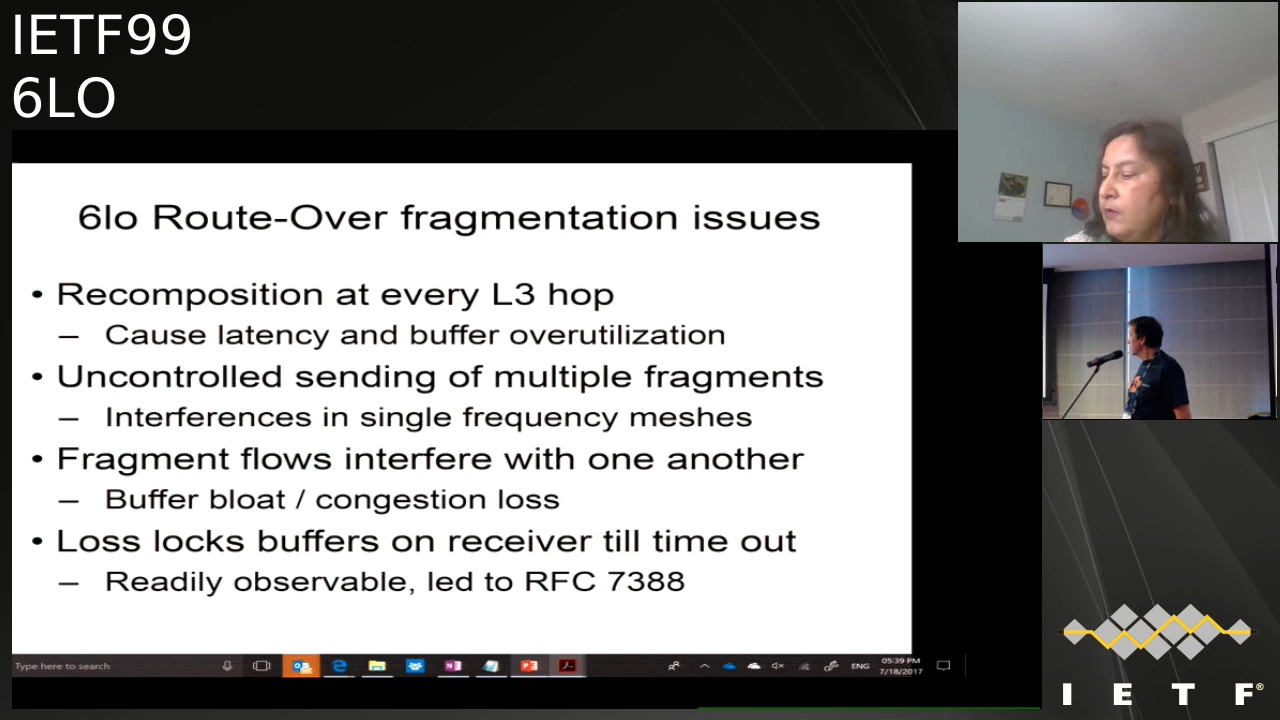 IETF99
6LO
6lo Route-Over fragmentation issues
• Recomposition at every L3 hop
– Cause latency and buffer overutilization
• Uncontrolled sending of multiple fragments
– Interferences in single frequency meshes
• Fragment flows interfere with one another
– Buffer bloat / congestion loss
• Loss locks buffers on receiver till time out
– Readily observable, led to RFC 7388
Type here to search
ENG
05:39 PM
7/18/2017
I E T F®